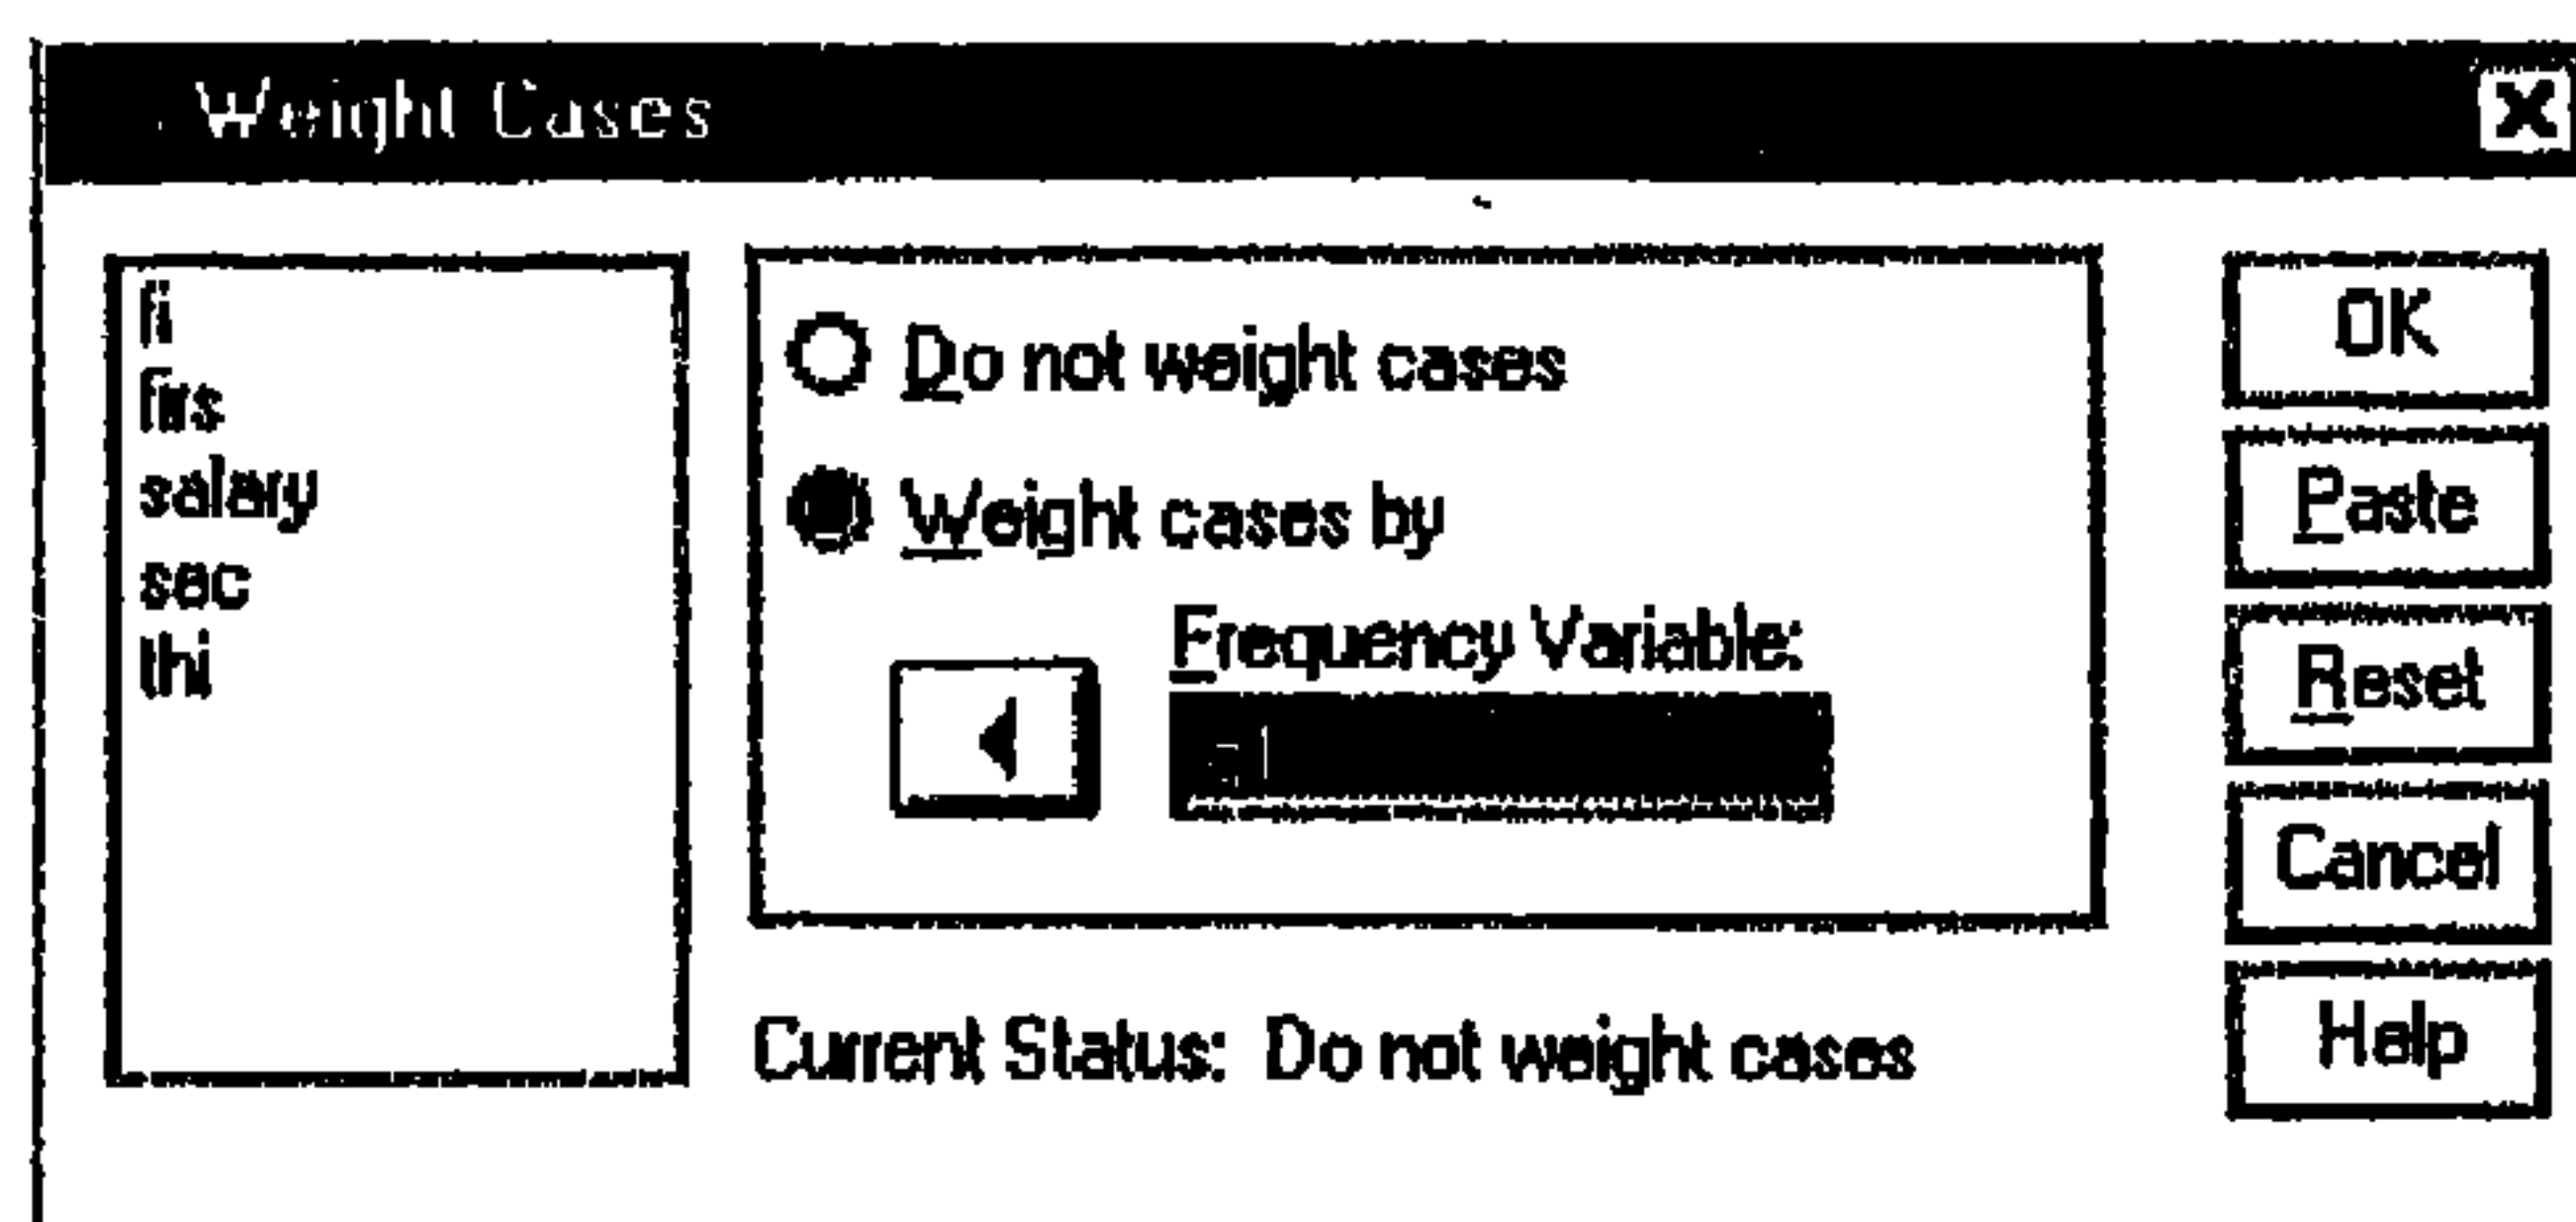 Weight Cases
fi
firs
salary
sec
thi
Do not weight cases
Weight cases by
Frequency Variable:
Current Status: Do not weight cases
OK
Paste
Reset
Cancel
Help